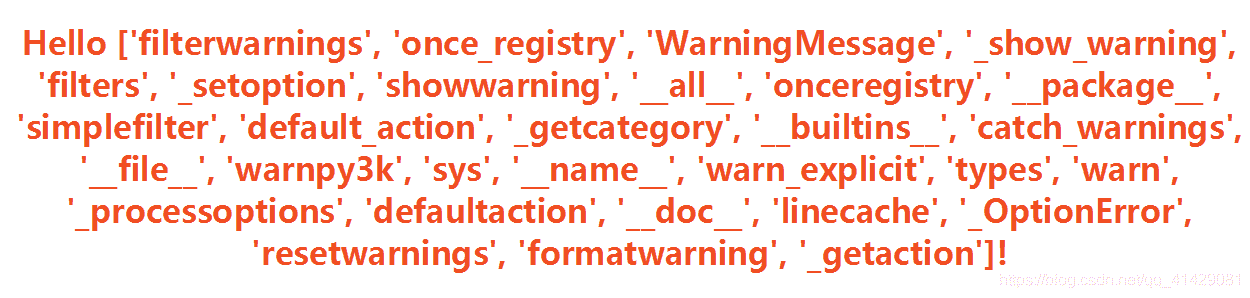 Hello ['filterwarnings', 'once_registry', 'WarningMessage', '_show_warning',
'filters', '_setoption', 'showwarning', '__all__', 'onceregistry', '__package__',
'simplefilter', 'default_action', '_getcategory', '__builtins__', 'catch_warnings',
'__file__', 'warnpy3k', 'sys', '__name__', 'warn_explicit', 'types', 'warn',
'_processoptions', 'defaultaction', '__doc__', 'linecache', '_OptionError',
'resetwarnings', 'formatwarning', '_getaction']!
https://blog.csdn.net/qq_41429081